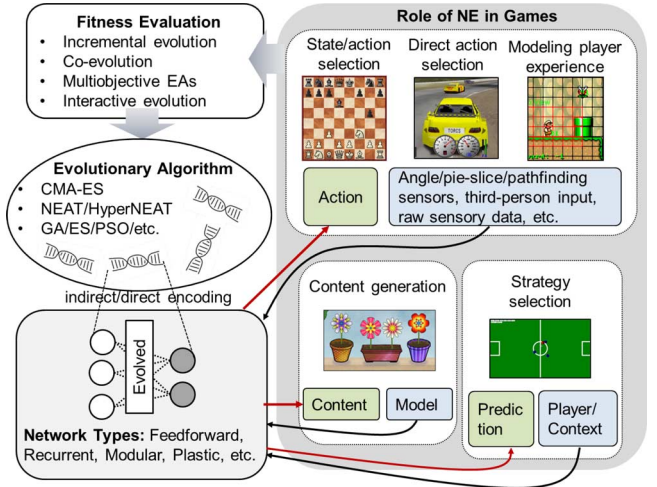 Fitness Evaluation
• Incremental evolution
• Co-evolution
• Multiobjective EAs
• Interactive evolution
Evolutionary Algorithm
• CMA-ES
• NEAT/HyperNEAT
• GA/ES/PSO/etc.
indirect/direct encoding
Evolved
Network Types: Feedforward,
Recurrent, Modular, Plastic, etc.
Role of NE in Games
State/action
selection
Direct action
selection
Modeling player
experience
TORCS
Action
Angle/pie-slice/pathfinding
sensors, third-person input,
raw sensory data, etc.
Content generation
Content
Model
Strategy
selection
Predic
tion
Player/
Context